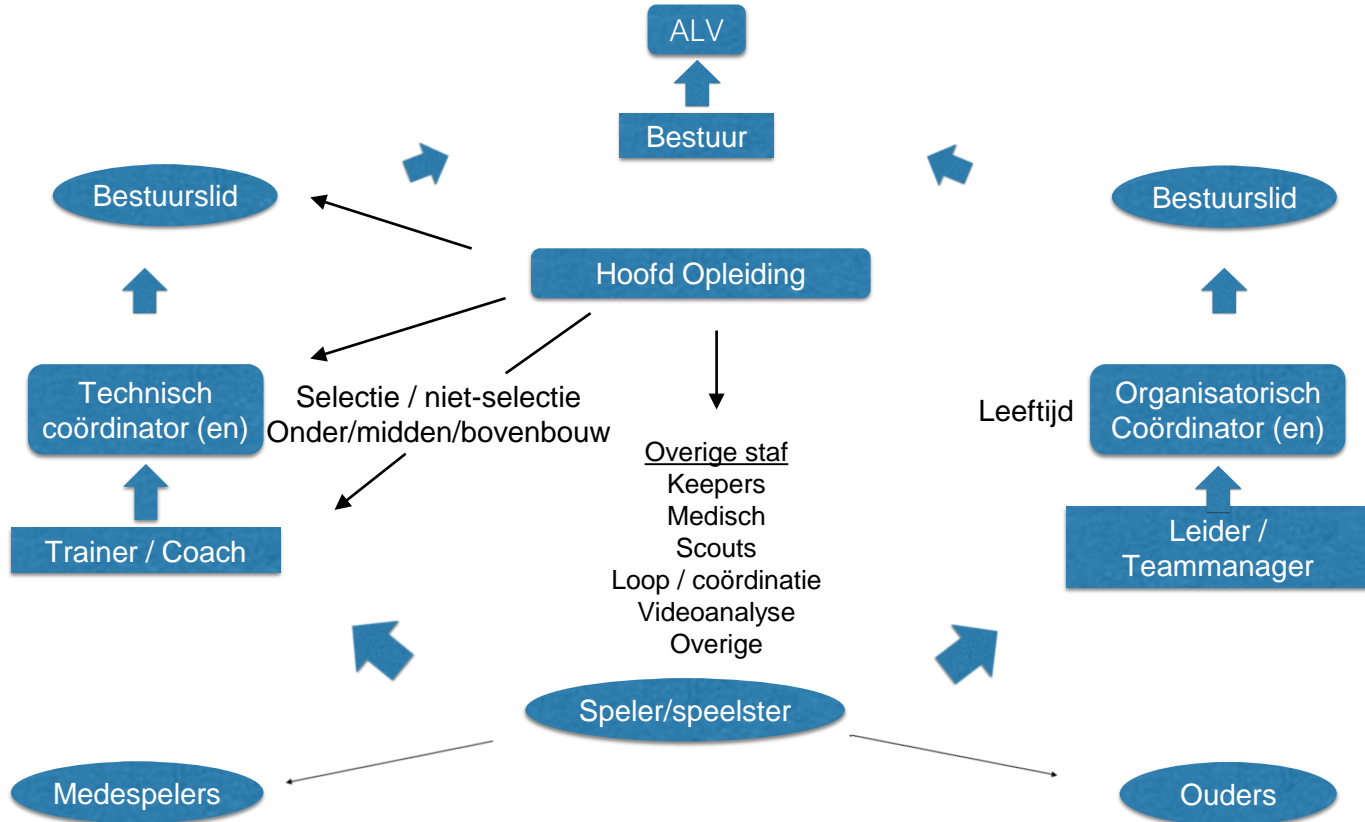 ALV
Bestuur
Bestuurslid
Bestuurslid
Hoofd Opleiding
Technisch
coördinator (en)
Selectie / niet-selectie
Onder/midden/bovenbouw
Leeftijd
Organisatorisch
Coördinator (en)
Overige staf
Keepers
Medisch
Scouts
Loop / coördinatie
Videoanalyse
Overige
Trainer / Coach
Leider /
Teammanager
Speler/speelster
Medespelers
Ouders